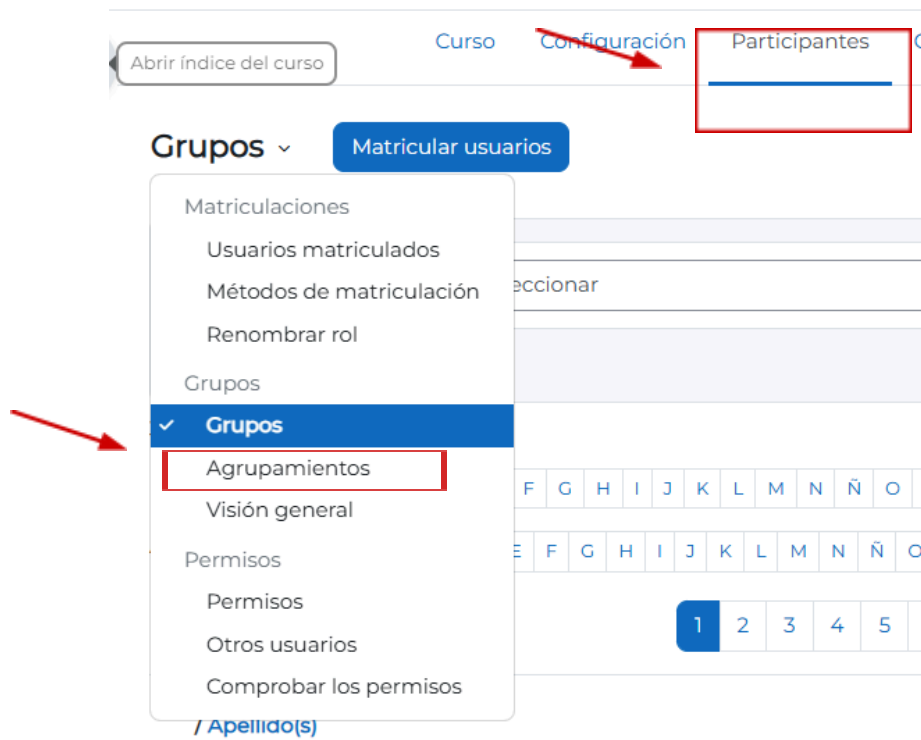 Curso Configuración Participantes
Abrir índice del curso
Grupos Matricular usuarios
Matriculaciones
Usuarios matriculados
Métodos de matriculación
eccionar
Renombrar rol
Grupos
Grupos
Agrupamientos
F G H I J K L M N Ñ O
Visión general
E F G H I J K L M N Ñ O
Permisos
Permisos
1 2 3 4 5
Otros usuarios
Comprobar los permisos
/ Apellido(s)